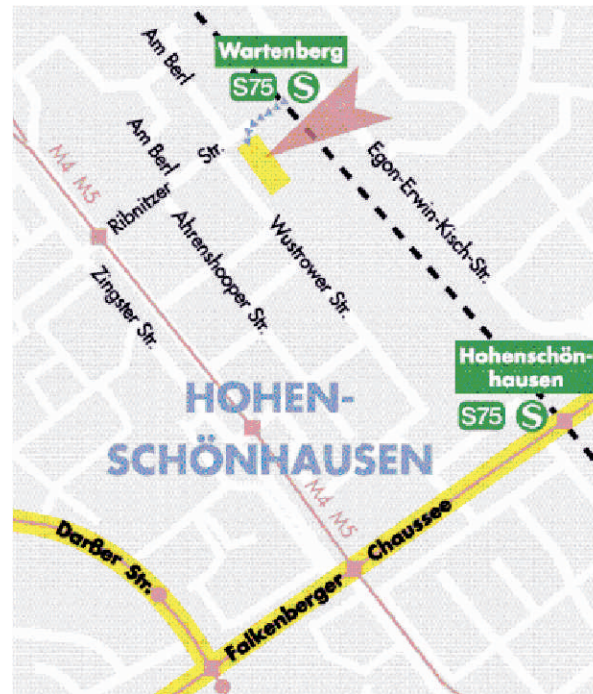 Am Berl
Wartenberg
S75 S
Am Berl
Str.
Ribnitzer
Egon-Erwin-Kisch-Str.
M4 M5
Ahrenshooper Str.
Wustrower Str.
Zingster Str.
Hohenschön-
hausen
S75 S
HOHEN-
SCHÖNHAUSEN
M4 M5
Darßer Str.
Chaussee
Falkenberger